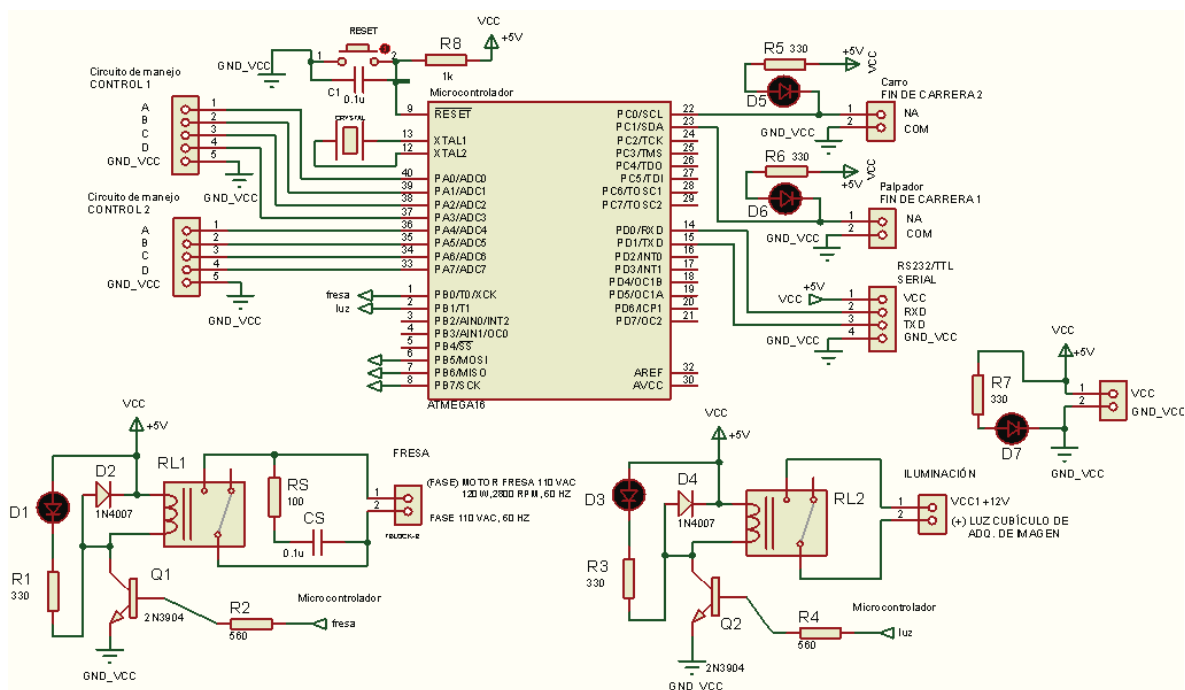 RESET
1
2
GND_VCC
C1
0.1u
R8
1k
VCC
+5V
Circuito de manejo
CONTROL 1
A
B
C
D
GND_VCC
1
2
3
4
5
GND_VCC
Circuito de manejo
CONTROL 2
A
B
C
D
GND_VCC
1
2
3
4
5
GND_VCC
CRYSTAL
Microcontrolador
9 RESET
13 XTAL1
12 XTAL2
40 PA0/ADC0
39 PA1/ADC1
38 PA2/ADC2
37 PA3/ADC3
36 PA4/ADC4
35 PA5/ADC5
34 PA6/ADC6
33 PA7/ADC7
fresa 1 PB0/T0/XCK
luz 2 PB1/T1
3 PB2/AIN0/INT2
4 PB3/AIN1/OC0
5 PB4/SS
6 PB5/MOSI
7 PB6/MISO
8 PB7/SCK
PC0/SCL 22
PC1/SDA 23
PC2/TCK 24
PC3/TMS 25
PC4/TDO 26
PC5/TDI 27
PC6/TOSC1 28
PC7/TOSC2 29
PD0/RXD 14
PD1/TXD 15
PD2/INT0 16
PD3/INT1 17
PD4/OC1B 18
PD5/OC1A 19
PD6/ICP1 20
PD7/OC2 21
AREF 32
AVCC 30
ATMEGA16
R5 330
+5V
VCC
D5
Carro
FIN DE CARRERA 2
1 NA
2 COM
GND_VCC
R6 330
+5V
VCC
D6
Palpador
FIN DE CARRERA 1
1 NA
2 COM
GND_VCC
RS232/TTL
SERIAL
+5V
VCC
1 VCC
2 RXD
3 TXD
4 GND_VCC
GND_VCC
VCC
+5V
R7
330
D7
1 VCC
2 GND_VCC
GND_VCC
VCC
+5V
D1
D2
1N4007
RL1
R1
330
Q1
2N3904
GND_VCC
Microcontrolador
R2
560
fresa
RS
100
CS
0.1u
FRESA
(FASE) MOTOR FRESA 110 VAC
120 W,2800 RPM, 60 HZ
1
2
FASE 110 VAC, 60 HZ
VCC
+5V
D3
D4
1N4007
RL2
R3
330
Q2
2N3904
GND_VCC
Microcontrolador
R4
560
luz
ILUMINACIÓN
1 VCC1 +12V
2 (+) LUZ CUBÍCULO DE
ADQ. DE IMAGEN